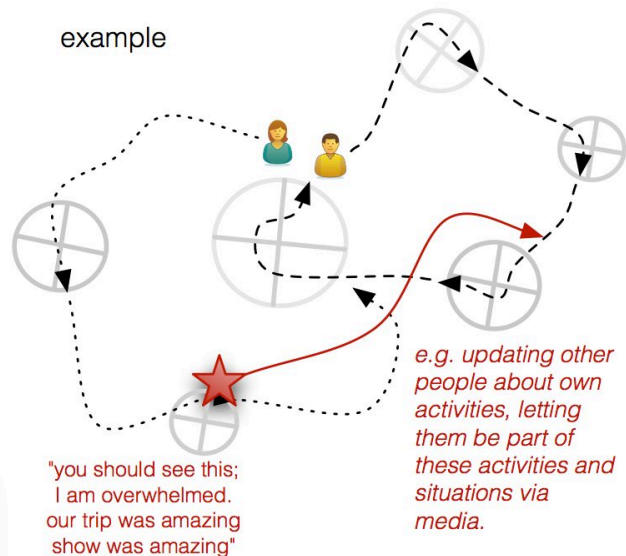 example
e.g. updating other
people about own
activities, letting
them be part of
these activities and
situations via
media.
"you should see this;
I am overwhelmed.
our trip was amazing
show was amazing"